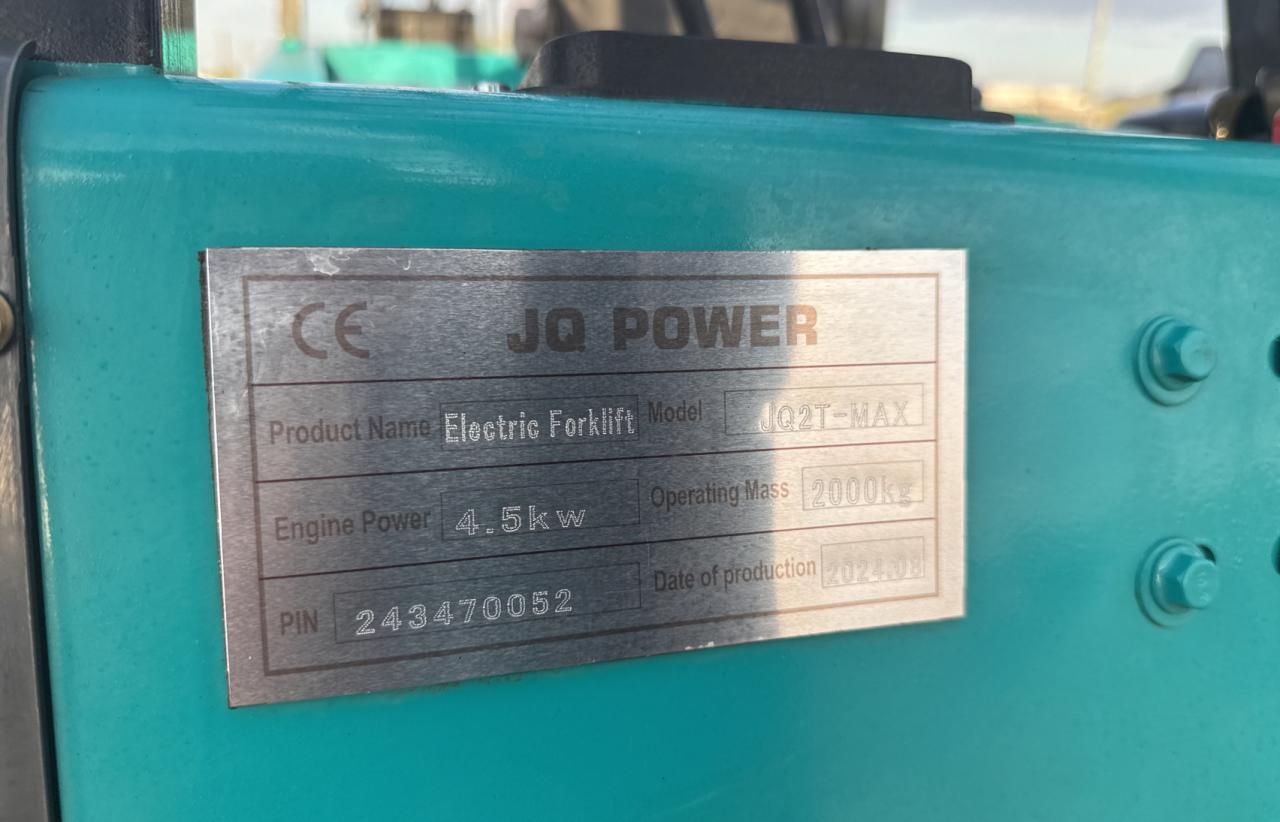 CE JQ POWER
Product Name Electric Forklift Model JQ2T-MAX
Engine Power 4.5kw Operating Mass 2000kg
PIN 243470052 Date of production 2024.08